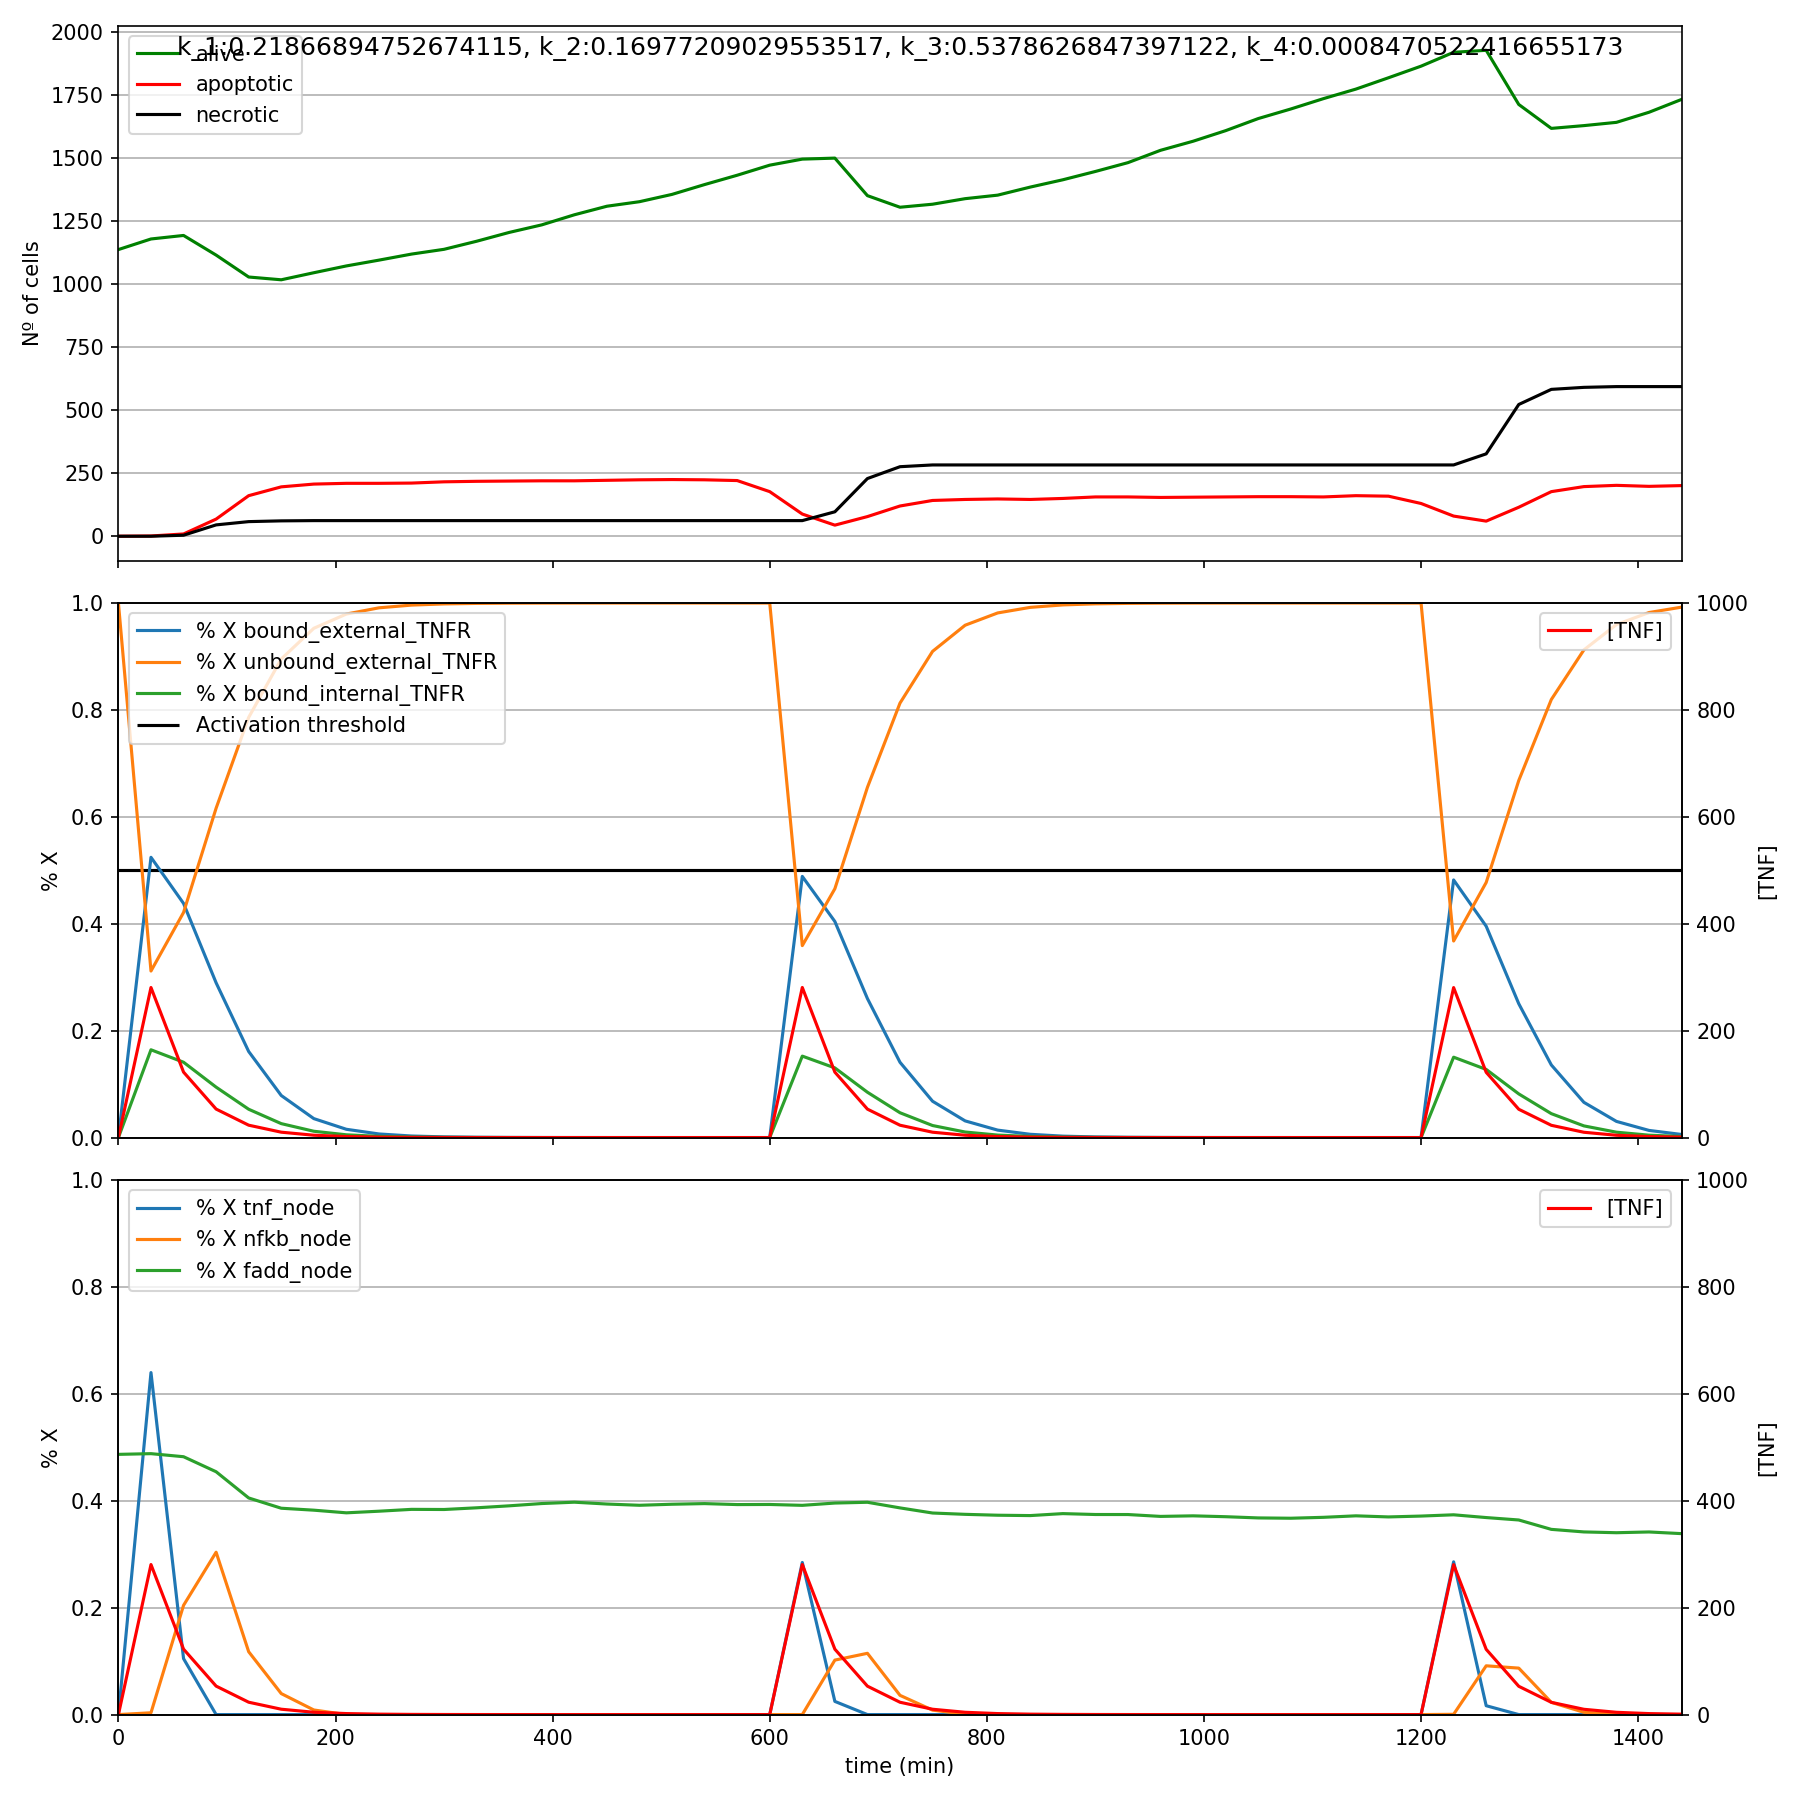 k_1:0.21866894752674115, k_2:0.16977209029553517, k_3:0.5378626847397122, k_4:0.0008470522416655173
alive
apoptotic
necrotic
2000
1750
1500
1250
1000
750
500
250
0
Nº of cells
% X bound_external_TNFR
% X unbound_external_TNFR
% X bound_internal_TNFR
Activation threshold
[TNF]
1.0
0.8
0.6
0.4
0.2
0.0
% X
1000
800
600
400
200
0
[TNF]
% X tnf_node
% X nfkb_node
% X fadd_node
[TNF]
1.0
0.8
0.6
0.4
0.2
0.0
% X
1000
800
600
400
200
0
[TNF]
0 200 400 600 800 1000 1200 1400
time (min)